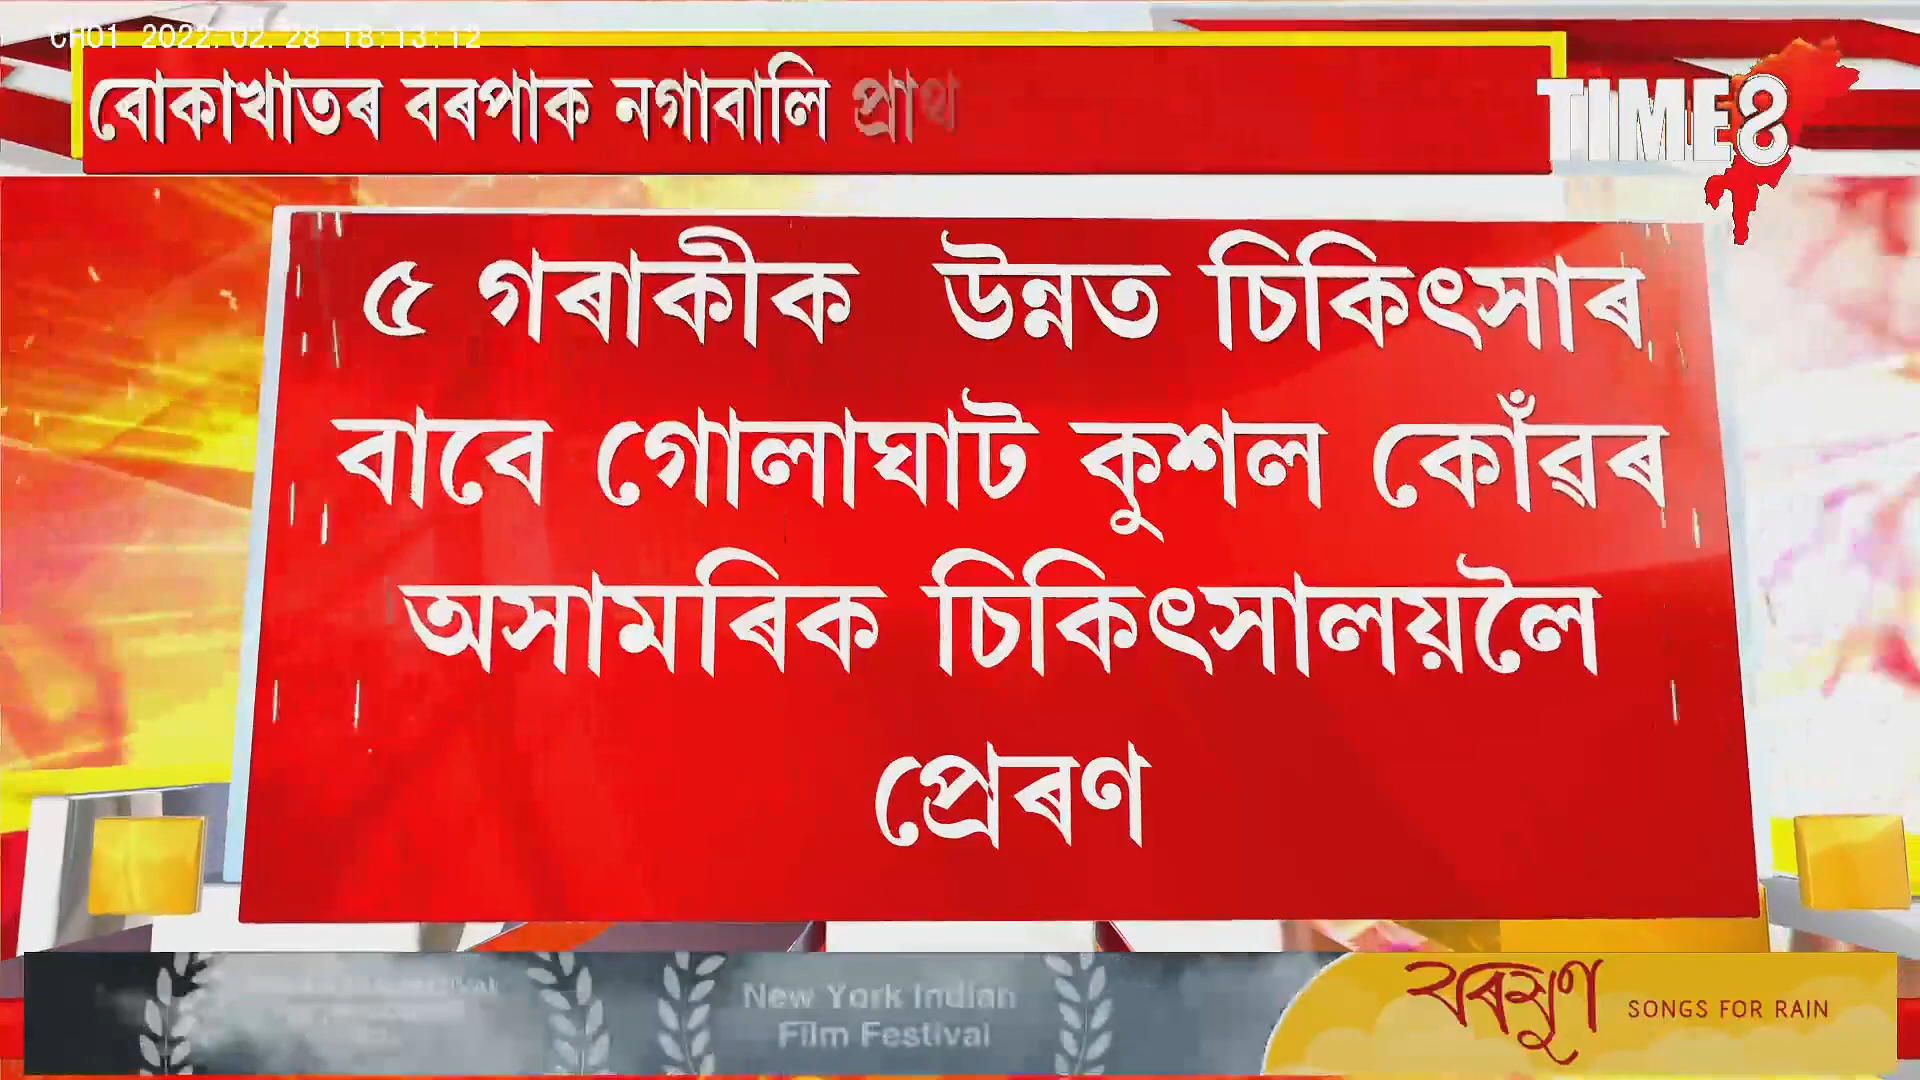 CH01 2022.02.28 18:13:12
ৰোকাখাতৰ বৰপাক নগাবালি প্ৰাথ
TIME8
৫ গৰাকীক উন্নত চিকিৎসাৰ
বাবে গোলাঘাট কুশল কোঁৱৰ
অসামৰিক চিকিৎসালয়লৈ
প্ৰেৰণ
New York Indian
Film Festival
বৰষুণ SONGS FOR RAIN